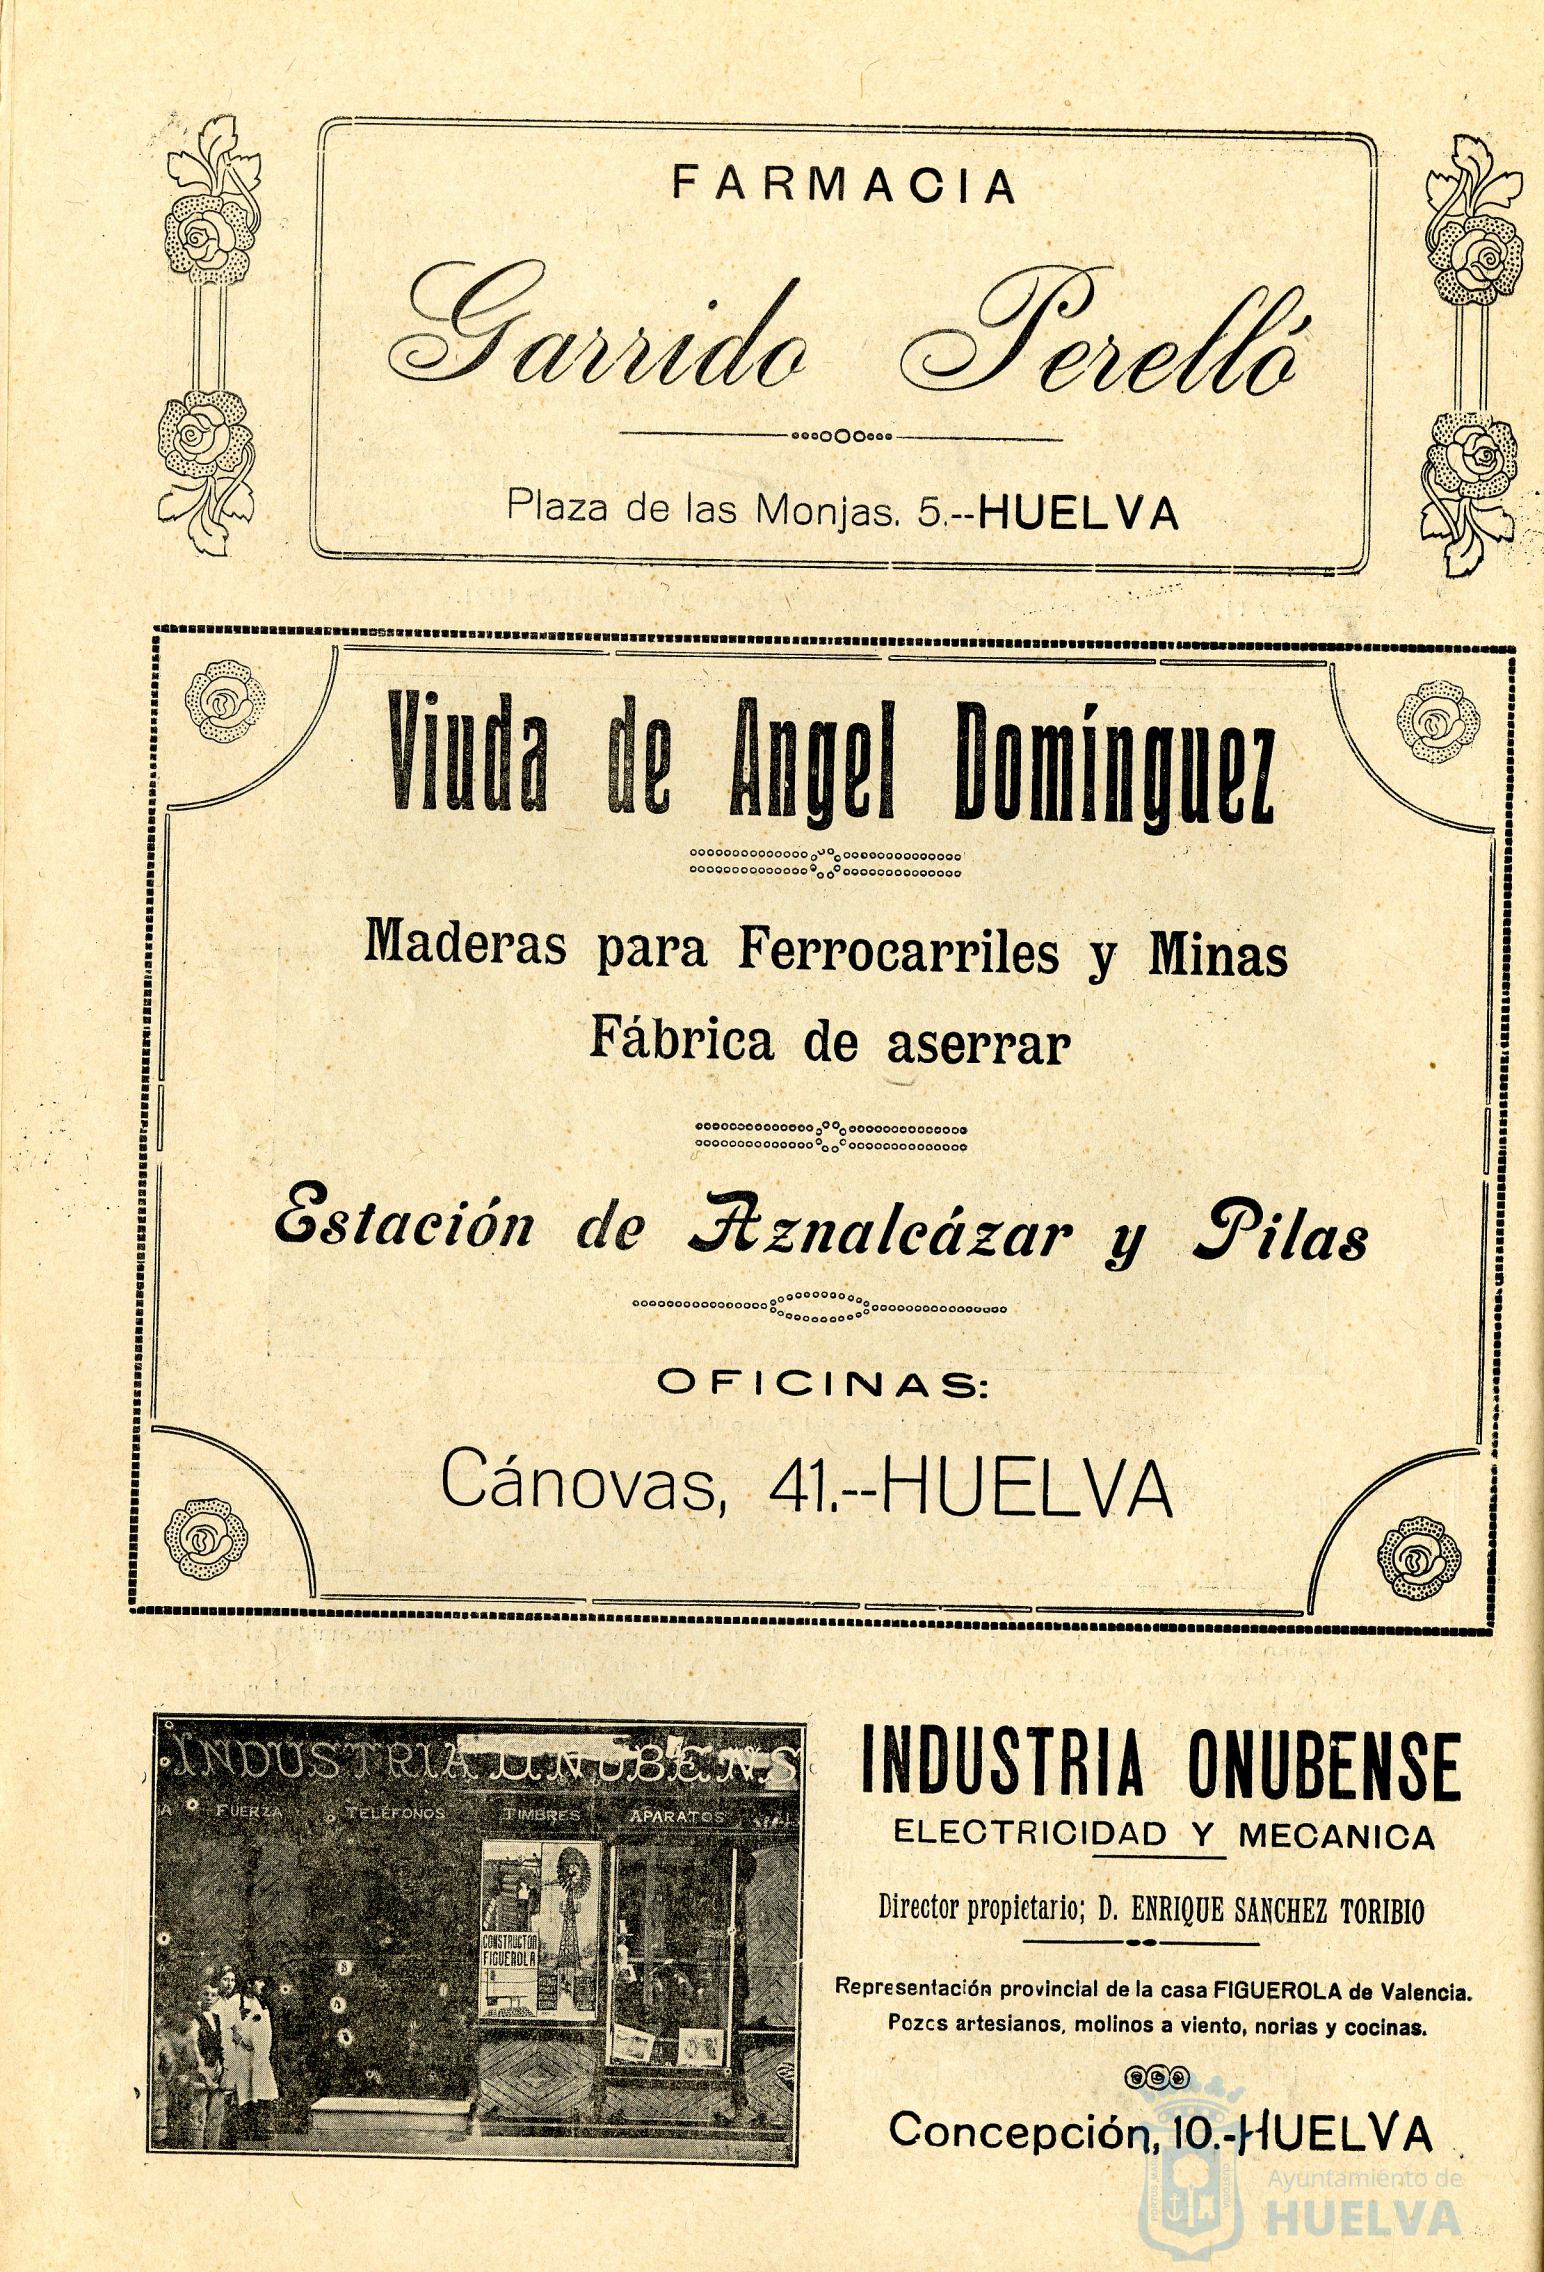 FARMACIA
Garrido Perelló
Plaza de las Monjas, 5.--HUELVA
Viuda de Angel Domínguez
Maderas para Ferrocarriles y Minas
Fábrica de aserrar
Estación de Aznalcázar y Pilas
OFICINAS:
Cánovas, 41.--HUELVA
INDUSTRIA ONUBENS
FUERZA TELÉFONOS TIMBRES APARATOS
CONSTRUCTOR
FIGUEROLA
INDUSTRIA ONUBENSE
ELECTRICIDAD Y MECANICA
Director propietario; D. ENRIQUE SANCHEZ TORIBIO
Representación provincial de la casa FIGUEROLA de Valencia.
Pozos artesianos, molinos a viento, norias y cocinas.
Concepción, 10.-HUELVA
Ayuntamiento de
HUELVA